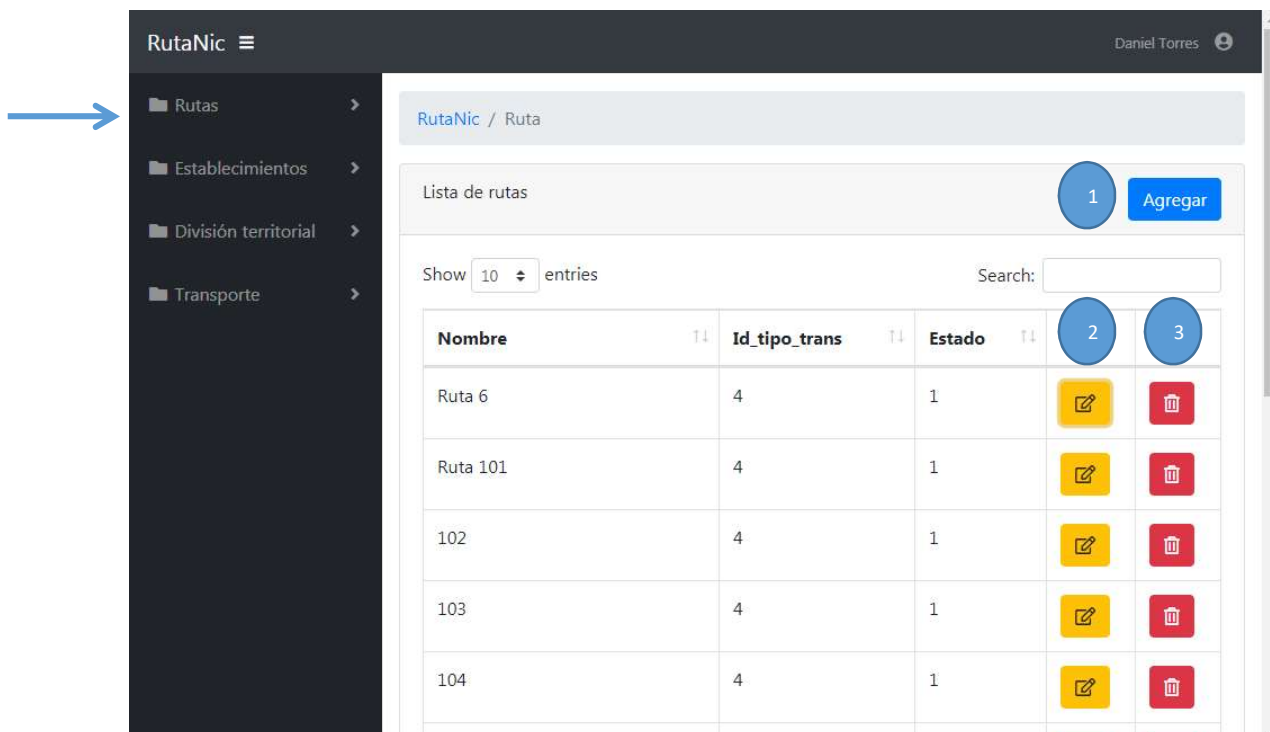 RutaNic
Daniel Torres
Rutas
Establecimientos
División territorial
Transporte
RutaNic / Ruta
Lista de rutas
1
Agregar
Show 10 entries
Search:
Nombre Id_tipo_trans Estado 2 3
Ruta 6 4 1
Ruta 101 4 1
102 4 1
103 4 1
104 4 1